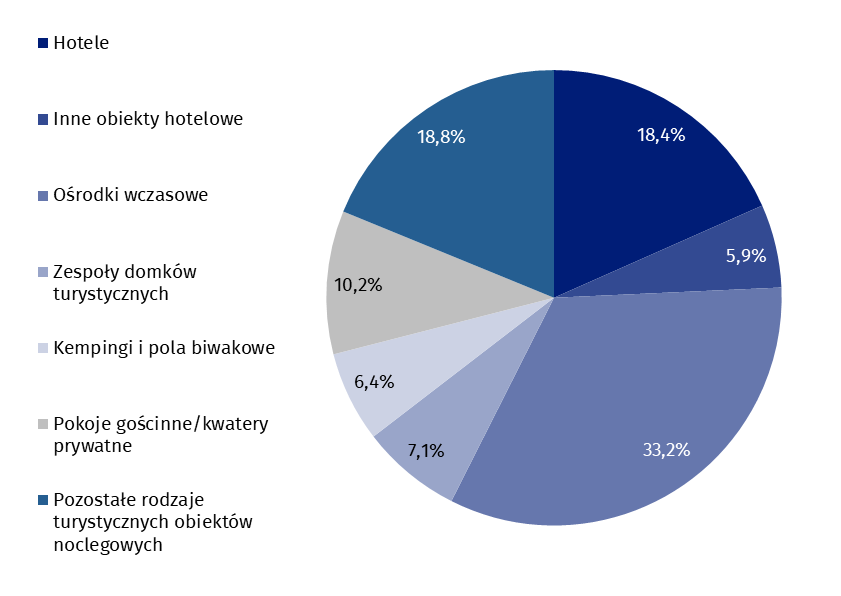 Hotele
Inne obiekty hotelowe
Ośrodki wczasowe
Zespoły domków
turystycznych
Kempingi i pola biwakowe
Pokoje gościnne/kwatery
prywatne
Pozostałe rodzaje
turystycznych obiektów
noclegowych
18,4%
5,9%
33,2%
7,1%
6,4%
10,2%
18,8%